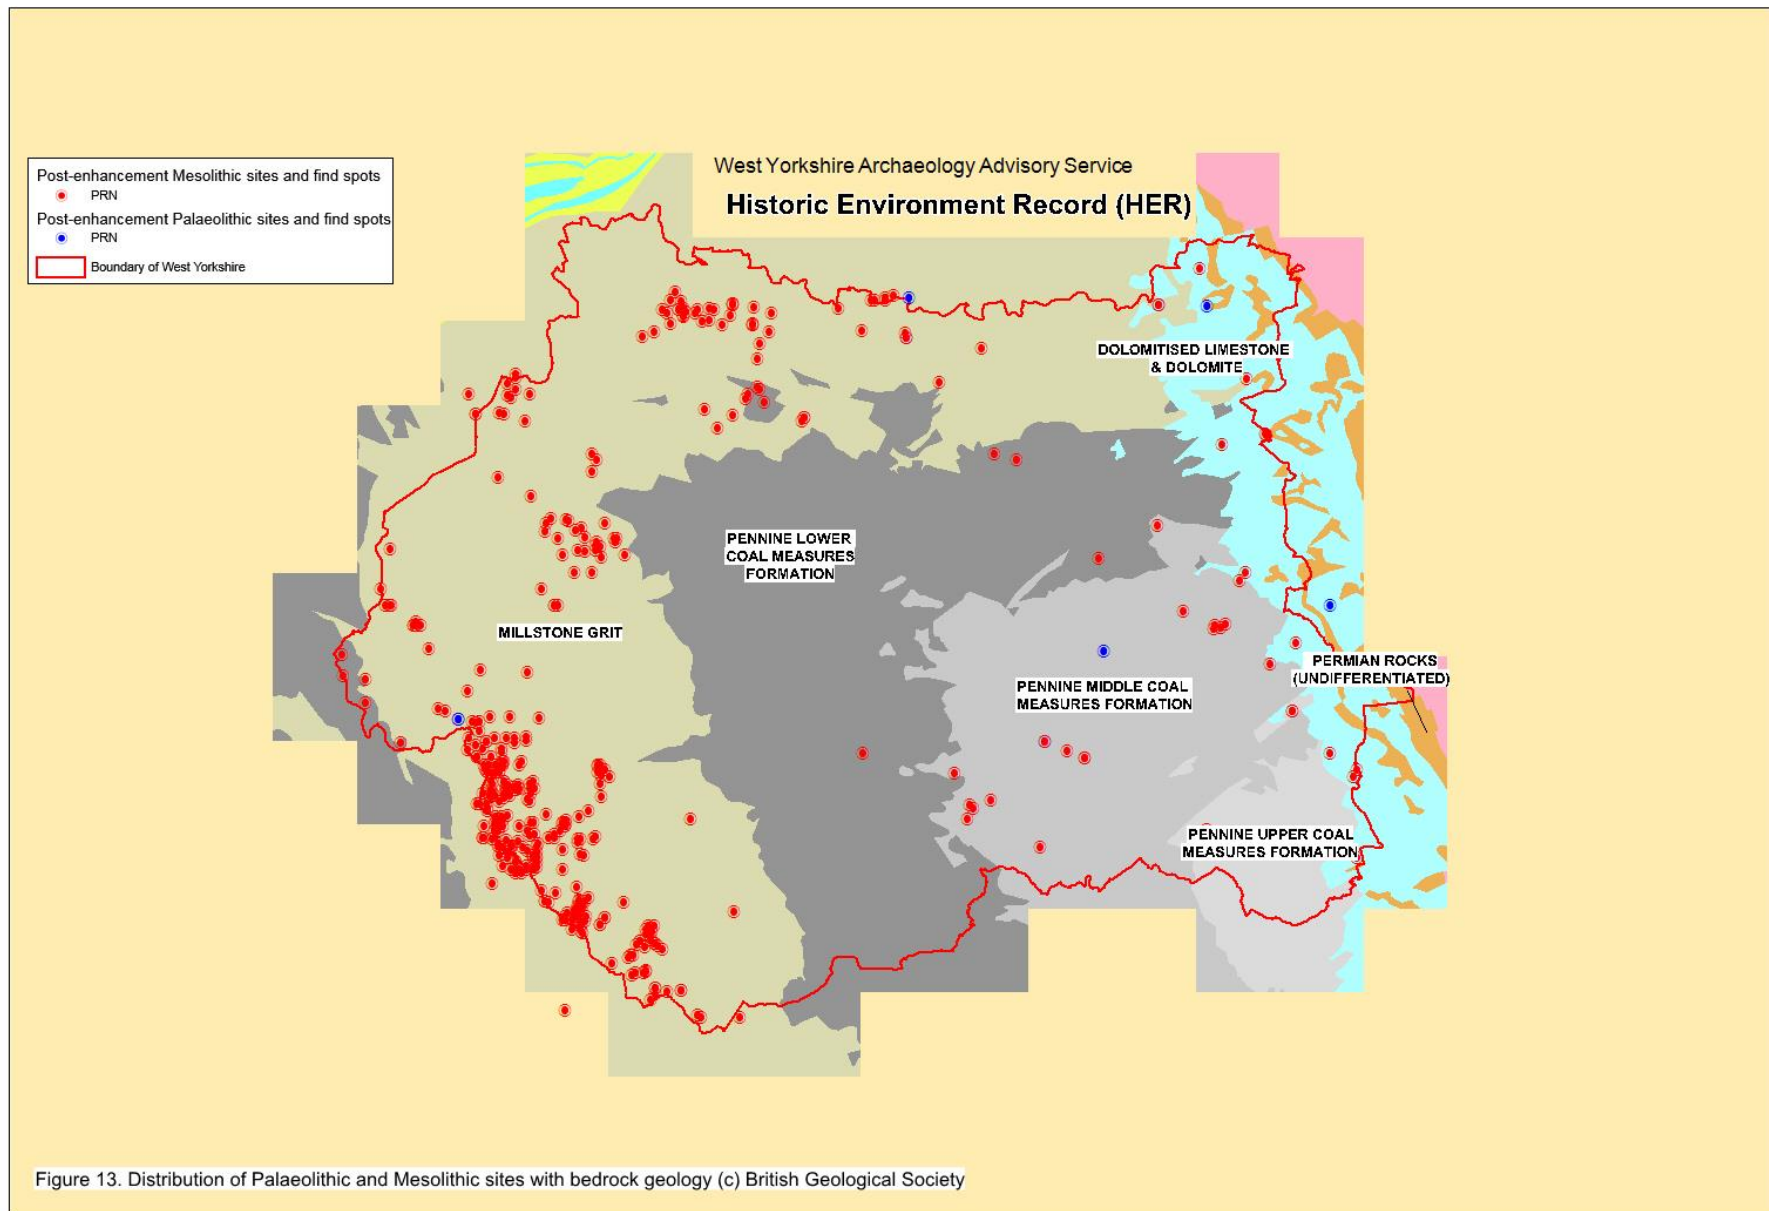 West Yorkshire Archaeology Advisory Service
Historic Environment Record (HER)
Post-enhancement Mesolithic sites and find spots
PRN
Post-enhancement Palaeolithic sites and find spots
PRN
Boundary of West Yorkshire
DOLOMITISED LIMESTONE
& DOLOMITE
PENNINE LOWER
COAL MEASURES
FORMATION
MILLSTONE GRIT
PERMIAN ROCKS
(UNDIFFERENTIATED)
PENNINE MIDDLE COAL
MEASURES FORMATION
PENNINE UPPER COAL
MEASURES FORMATION
Figure 13. Distribution of Palaeolithic and Mesolithic sites with bedrock geology (c) British Geological Society